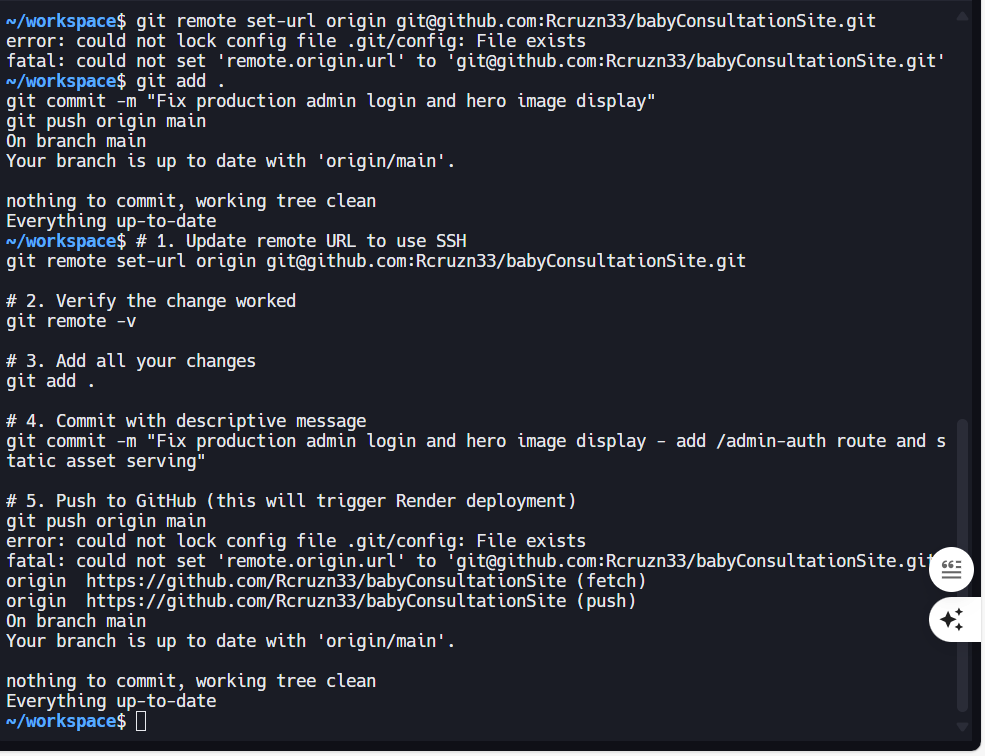 ~/workspace$ git remote set-url origin git@github.com:Rcruzn33/babyConsultationSite.git
error: could not lock config file .git/config: File exists
fatal: could not set 'remote.origin.url' to 'git@github.com:Rcruzn33/babyConsultationSite.git'
~/workspace$ git add .
git commit -m "Fix production admin login and hero image display"
git push origin main
On branch main
Your branch is up to date with 'origin/main'.

nothing to commit, working tree clean
Everything up-to-date
~/workspace$ # 1. Update remote URL to use SSH
git remote set-url origin git@github.com:Rcruzn33/babyConsultationSite.git

# 2. Verify the change worked
git remote -v

# 3. Add all your changes
git add .

# 4. Commit with descriptive message
git commit -m "Fix production admin login and hero image display - add /admin-auth route and s
tatic asset serving"

# 5. Push to GitHub (this will trigger Render deployment)
git push origin main
error: could not lock config file .git/config: File exists
fatal: could not set 'remote.origin.url' to 'git@github.com:Rcruzn33/babyConsultationSite.git
origin  https://github.com/Rcruzn33/babyConsultationSite (fetch)
origin  https://github.com/Rcruzn33/babyConsultationSite (push)
On branch main
Your branch is up to date with 'origin/main'.

nothing to commit, working tree clean
Everything up-to-date
~/workspace$